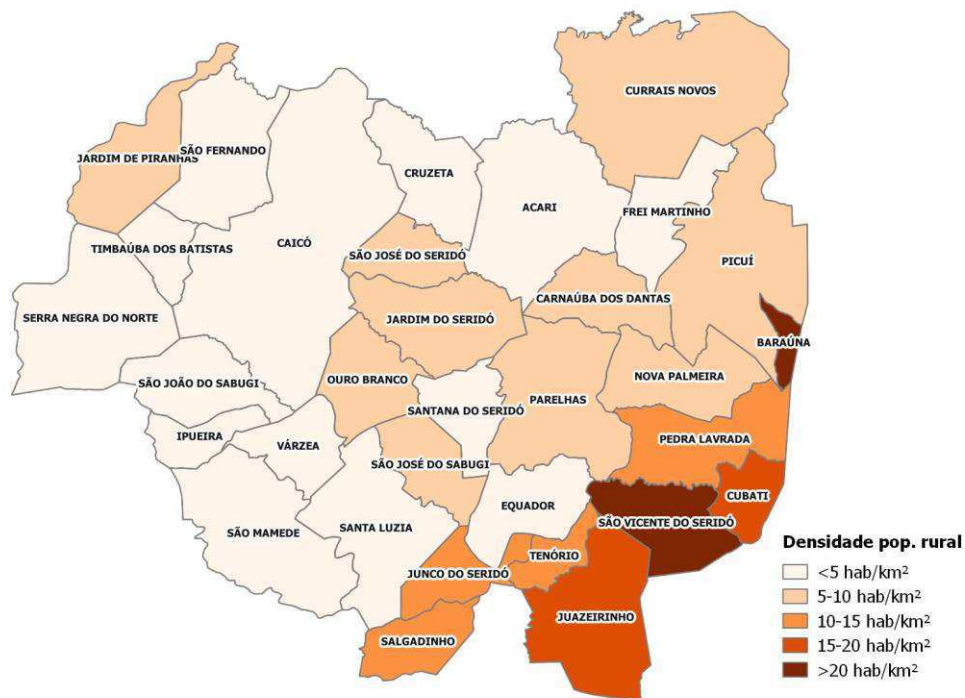 CURRAIS NOVOS
JARDIM DE PIRANHAS
SÃO FERNANDO
CRUZETA
ACARI
FREI MARTINHO
TIMBAÚBA DOS BATISTAS
CAICÓ
SÃO JOSÉ DO SERIDÓ
PICUÍ
CARNAÚBA DOS DANTAS
SERRA NEGRA DO NORTE
JARDIM DO SERIDÓ
BARAÚNA
SÃO JOÃO DO SABUGI
OURO BRANCO
NOVA PALMEIRA
SANTANA DO SERIDÓ
PARELHAS
IPUEIRA
VÁRZEA
PEDRA LAVRADA
SÃO JOSÉ DO SABUGI
CUBATI
EQUADOR
SÃO VICENTE DO SERIDÓ
SÃO MAMEDE
SANTA LUZIA
TENÓRIO
JUNCO DO SERIDÓ
JUAZEIRINHO
SALGADINHO
Densidade pop. rural
<5 hab/km²
5-10 hab/km²
10-15 hab/km²
15-20 hab/km²
>20 hab/km²